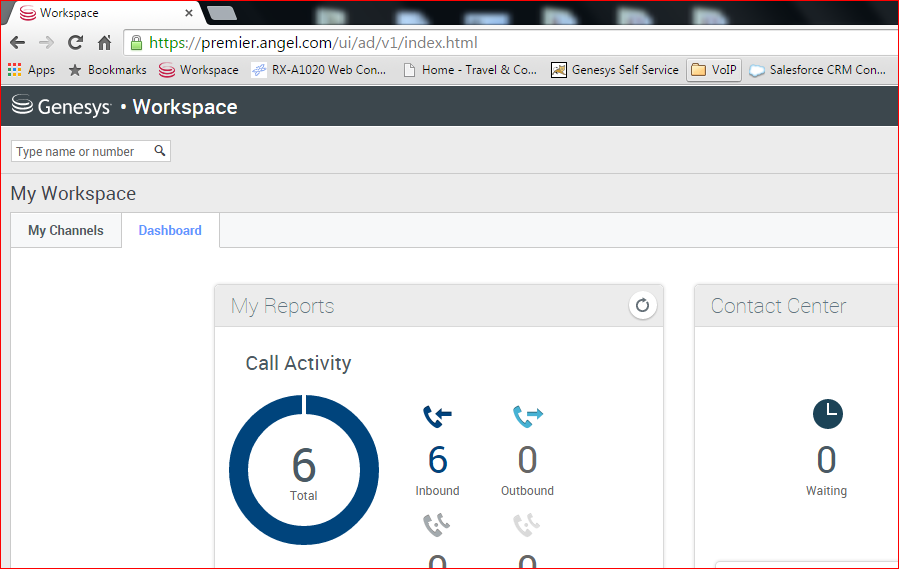 Workspace
https://premier.angel.com/ui/ad/v1/index.html
Apps Bookmarks Workspace RX-A1020 Web Con... Home - Travel & Co... Genesys Self Service VoIP Salesforce CRM Con...
Genesys • Workspace
Type name or number
My Workspace
My Channels Dashboard
My Reports
Contact Center
Call Activity
6
Total
6
Inbound
0
Outbound
0
Waiting
0 0